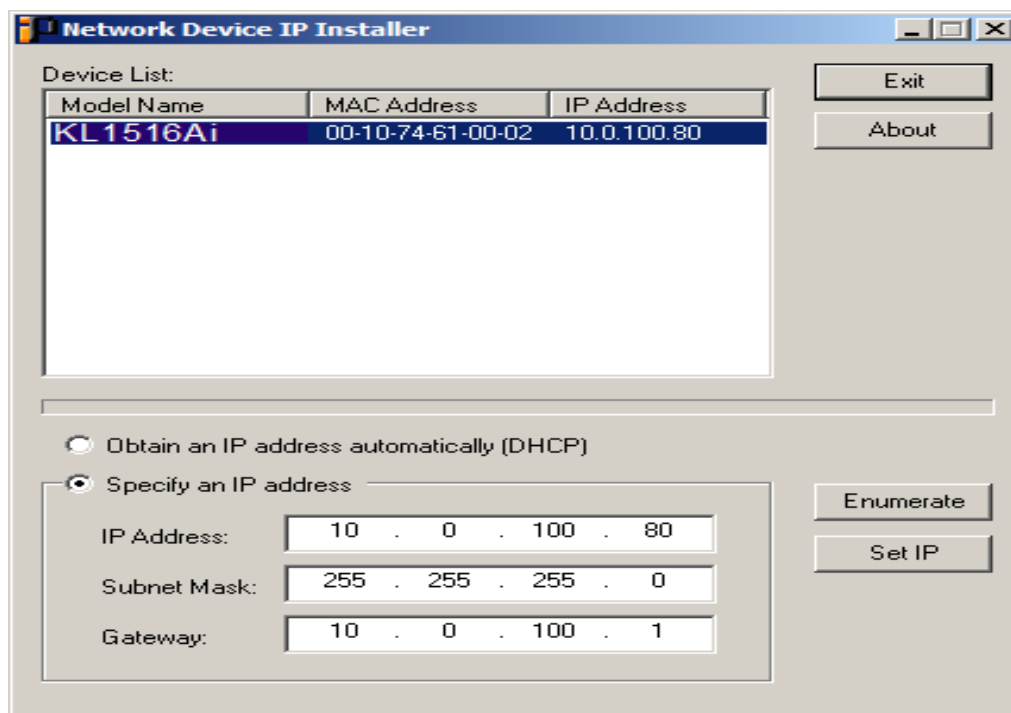 Network Device IP Installer
Device List:
Exit
Model Name MAC Address IP Address
KL1516Ai 00-10-74-61-00-02 10.0.100.80
About
Obtain an IP address automatically (DHCP)
Specify an IP address
Enumerate
IP Address: 10 . 0 . 100 . 80
Set IP
Subnet Mask: 255 . 255 . 255 . 0
Gateway: 10 . 0 . 100 . 1